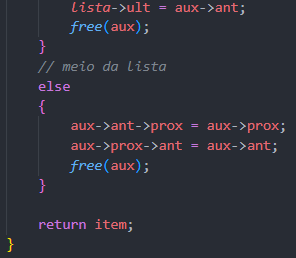 lista->ult = aux->ant;
free(aux);
}
// meio da lista
else
{
aux->ant->prox = aux->prox;
aux->prox->ant = aux->ant;
free(aux);
}
return item;
}